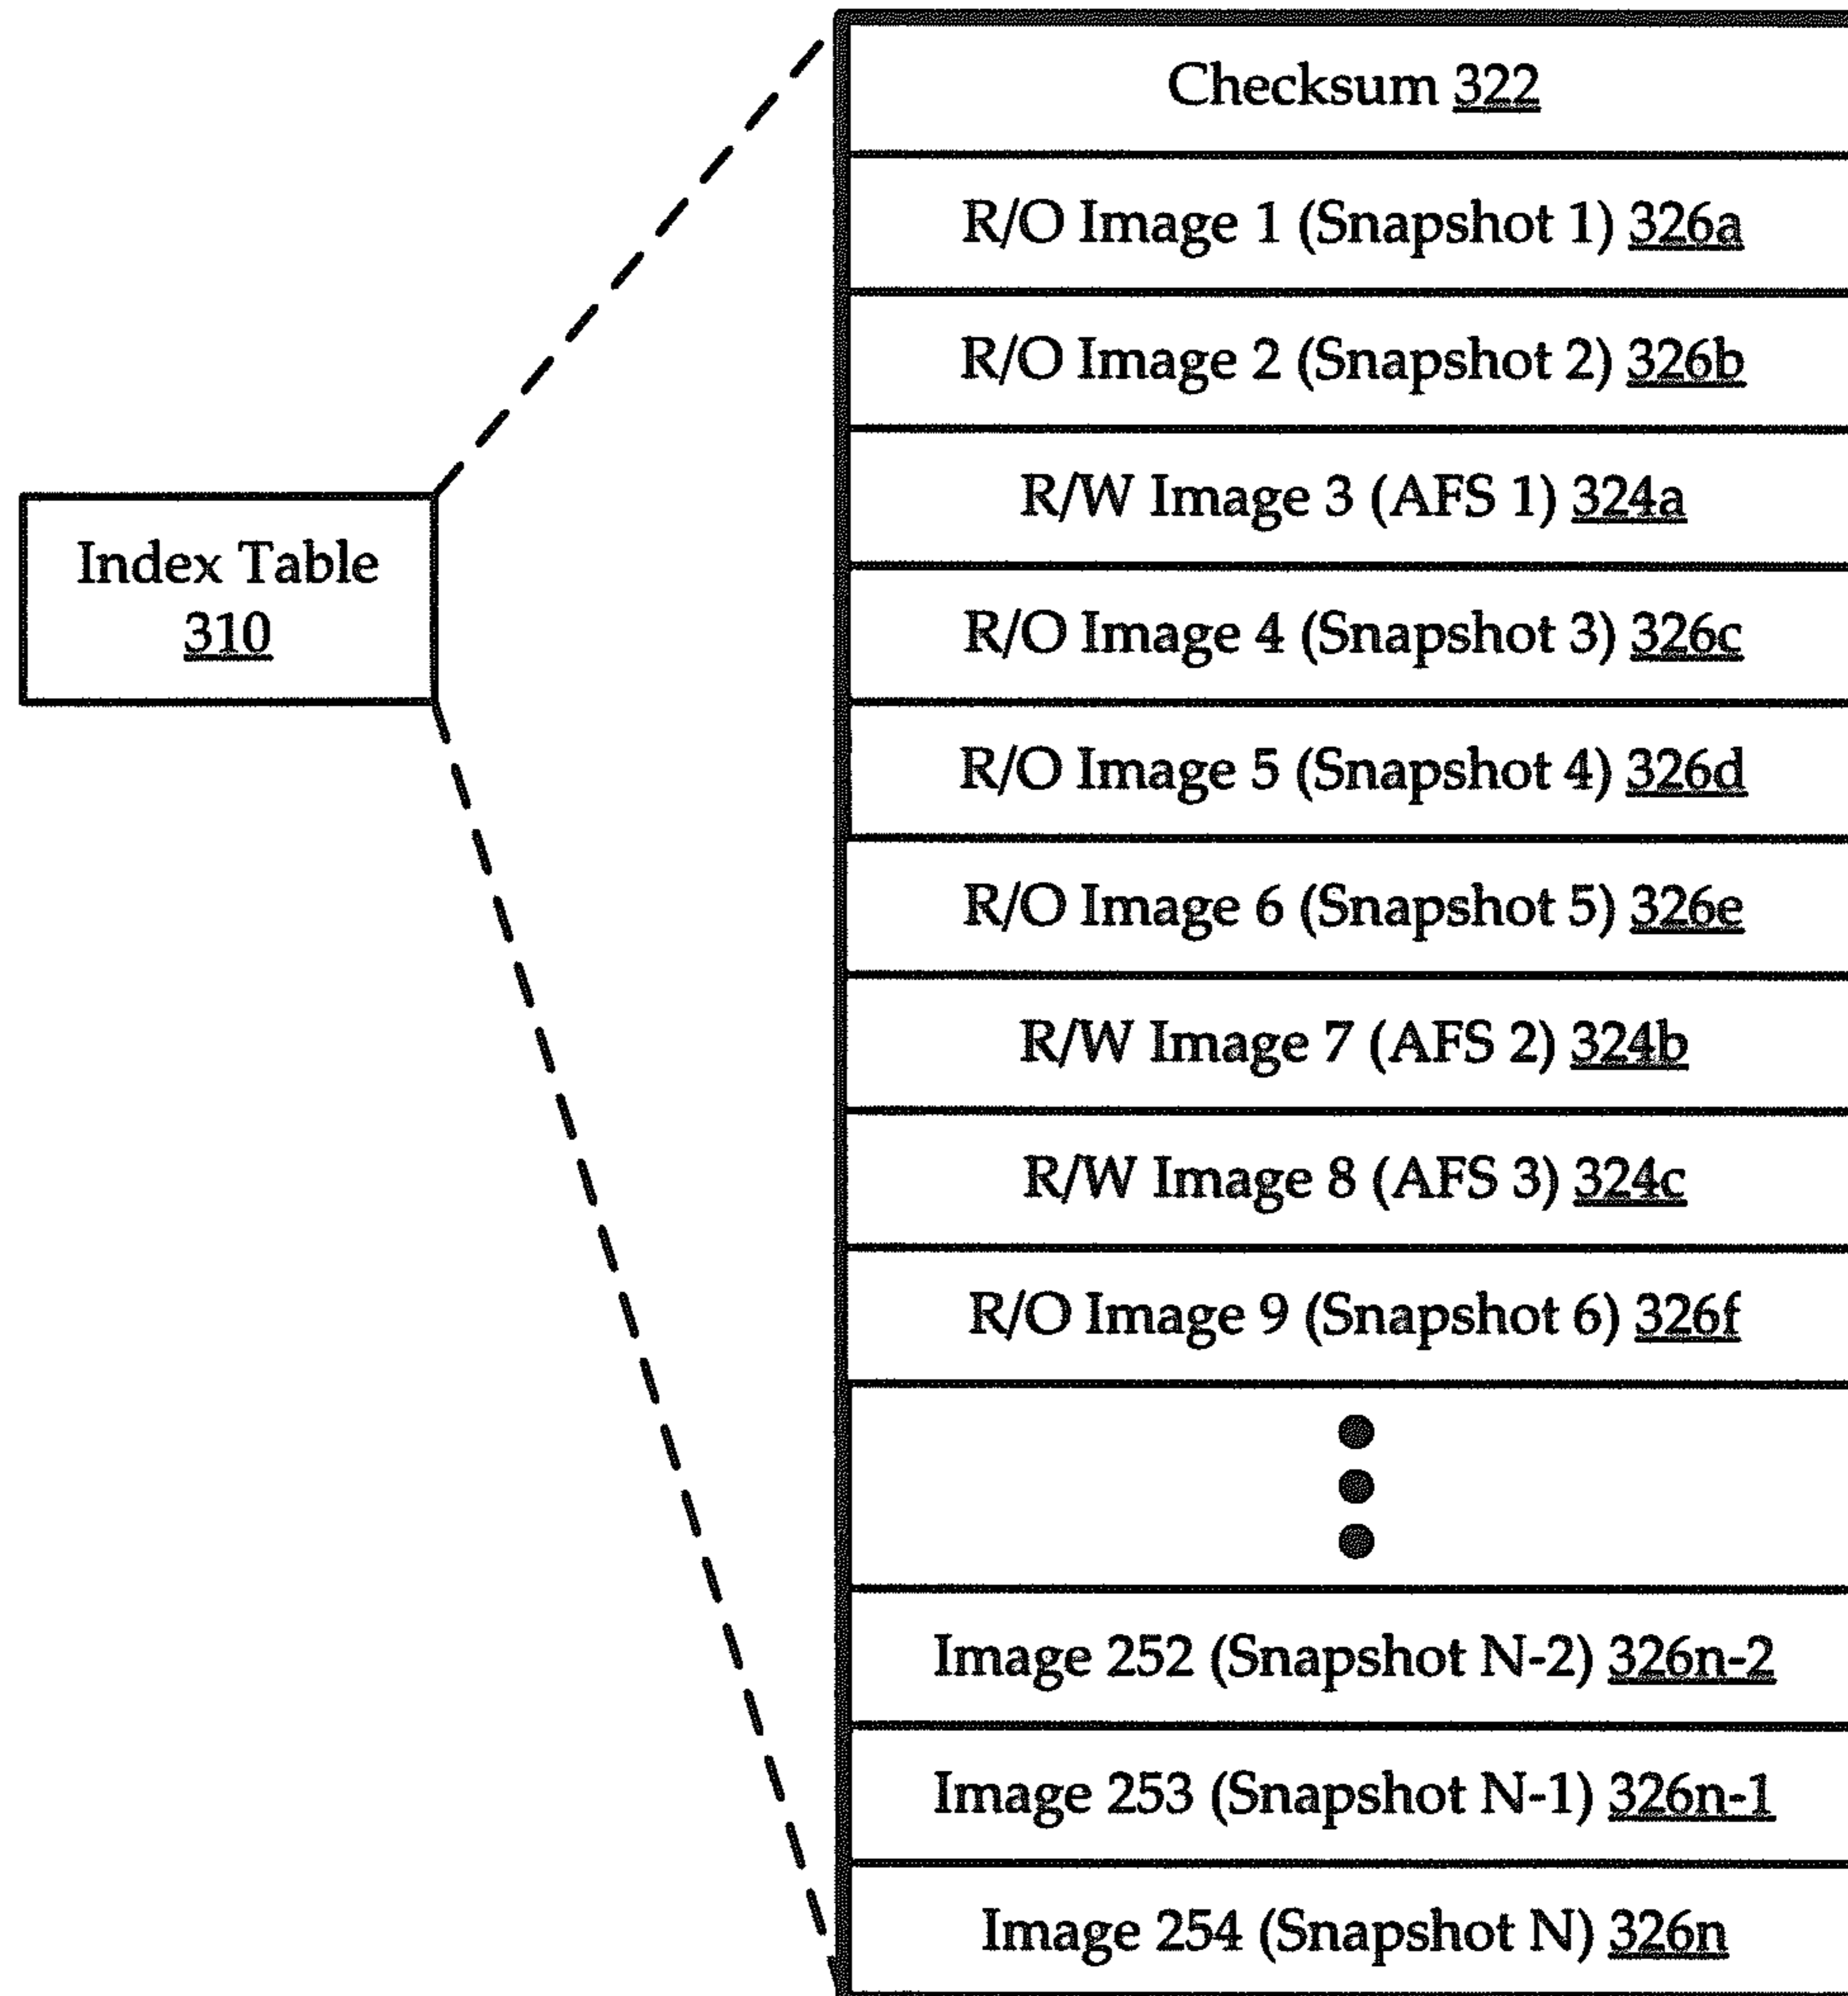 Checksum 322
R/O Image 1 (Snapshot 1) 326a
R/O Image 2 (Snapshot 2) 326b
R/W Image 3 (AFS 1) 324a
Index Table
310
R/O Image 4 (Snapshot 3) 326c
R/O Image 5 (Snapshot 4) 326d
R/O Image 6 (Snapshot 5) 326e
R/W Image 7 (AFS 2) 324b
R/W Image 8 (AFS 3) 324c
R/O Image 9 (Snapshot 6) 326f
Image 252 (Snapshot N-2) 326n-2
Image 253 (Snapshot N-1) 326n-1
Image 254 (Snapshot N) 326n